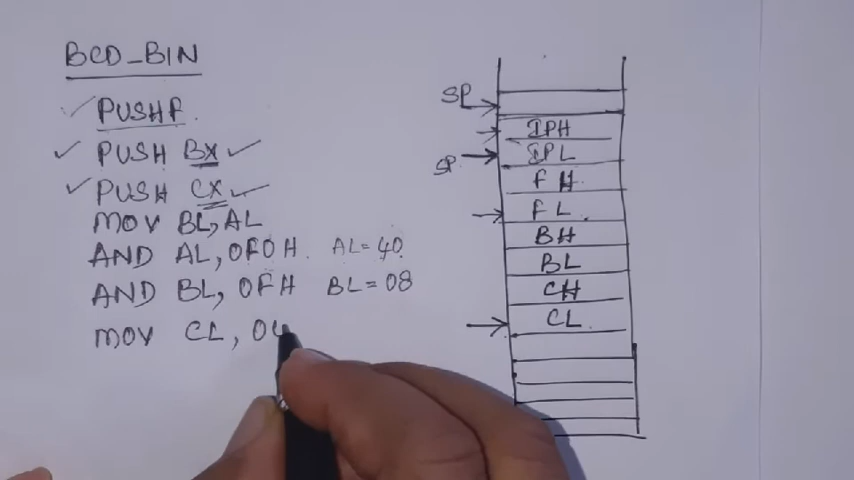 BCD_BIN
PUSHF.
PUSH BX
PUSH CX
MOV BL, AL
AND AL, OFOH. AL=40.
AND BL, OFH BL=08
MOV CL, 04
SP
IPH
SP IPL
FH
FL
BH
BL
CH
CL